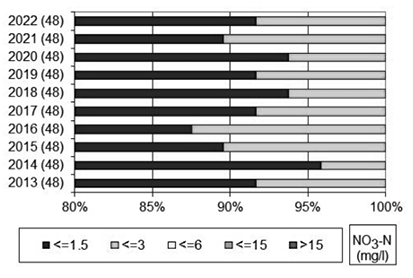 2022 (48)
2021 (48)
2020 (48)
2019 (48)
2018 (48)
2017 (48)
2016 (48)
2015 (48)
2014 (48)
2013 (48)
80% 85% 90% 95% 100%
<=1.5 <=3 <=6 <=15 >15
NO3-N
(mg/l)